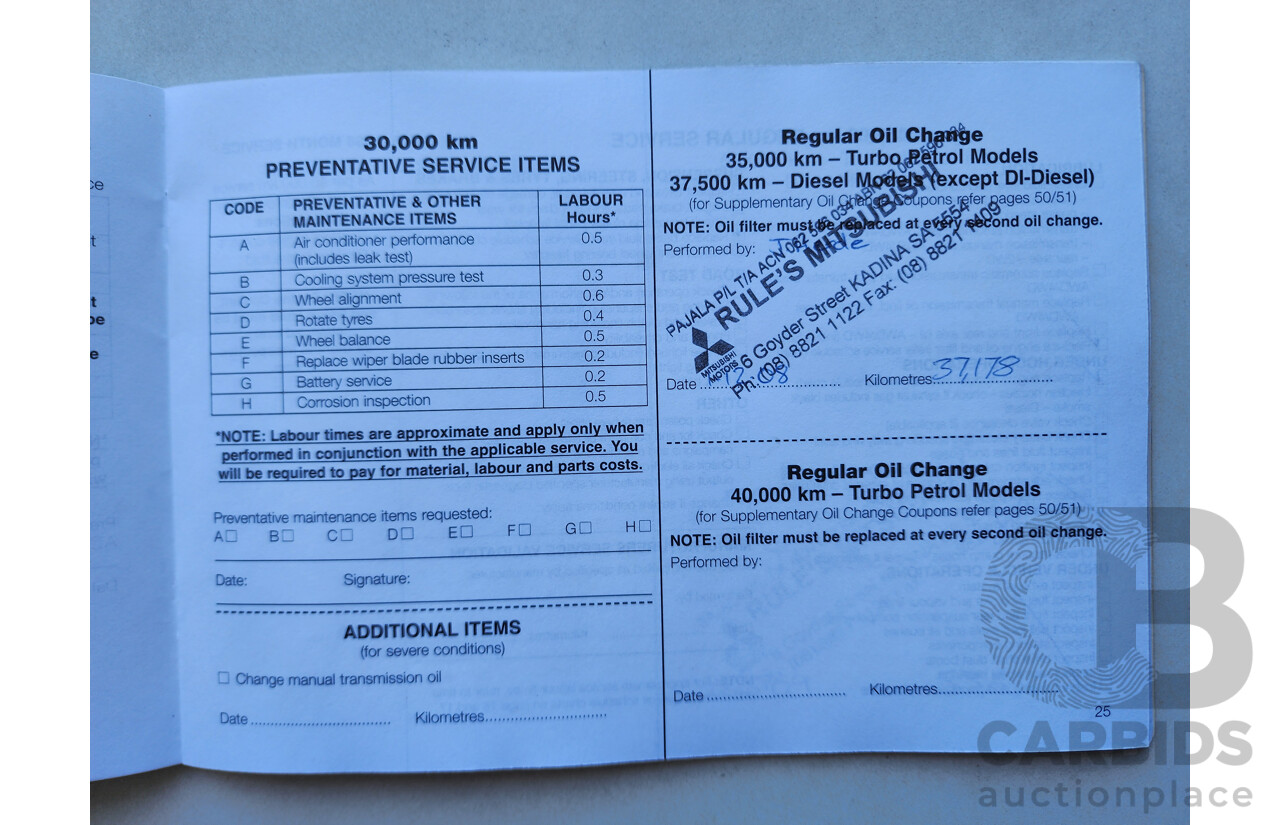 30,000 km
PREVENTATIVE SERVICE ITEMS
CODE PREVENTATIVE & OTHER MAINTENANCE ITEMS LABOUR Hours*
A Air conditioner performance (includes leak test) 0.5
B Cooling system pressure test 0.3
C Wheel alignment 0.6
D Rotate tyres 0.4
E Wheel balance 0.5
F Replace wiper blade rubber inserts 0.2
G Battery service 0.2
H Corrosion inspection 0.5
*NOTE: Labour times are approximate and apply only when
performed in conjunction with the applicable service. You
will be required to pay for material, labour and parts costs.
Preventative maintenance items requested:
A☐ B☐ C☐ D☐ E☐ F☐ G☐ H☐
Date: Signature:
ADDITIONAL ITEMS
(for severe conditions)
☐ Change manual transmission oil
Date Kilometres
Regular Oil Change
35,000 km – Turbo Petrol Models
37,500 km – Diesel Models (except DI-Diesel)
(for Supplementary Oil Change Coupons refer pages 50/51)
NOTE: Oil filter must be replaced at every second oil change.
Performed by:
PAJALA P/L T/A ACN 062 596 034 ABN
RULE'S MITSUBISHI
MITSUBISHI
MOTORS
6 Goyder Street KADINA SA 5554
Ph: (08) 8821 1122 Fax: (08) 8821
Date Kilometres 37,178
Regular Oil Change
40,000 km – Turbo Petrol Models
(for Supplementary Oil Change Coupons refer pages 50/51)
NOTE: Oil filter must be replaced at every second oil change.
Performed by:
Date Kilometres
25
CB
CARBIDS
auctionplace